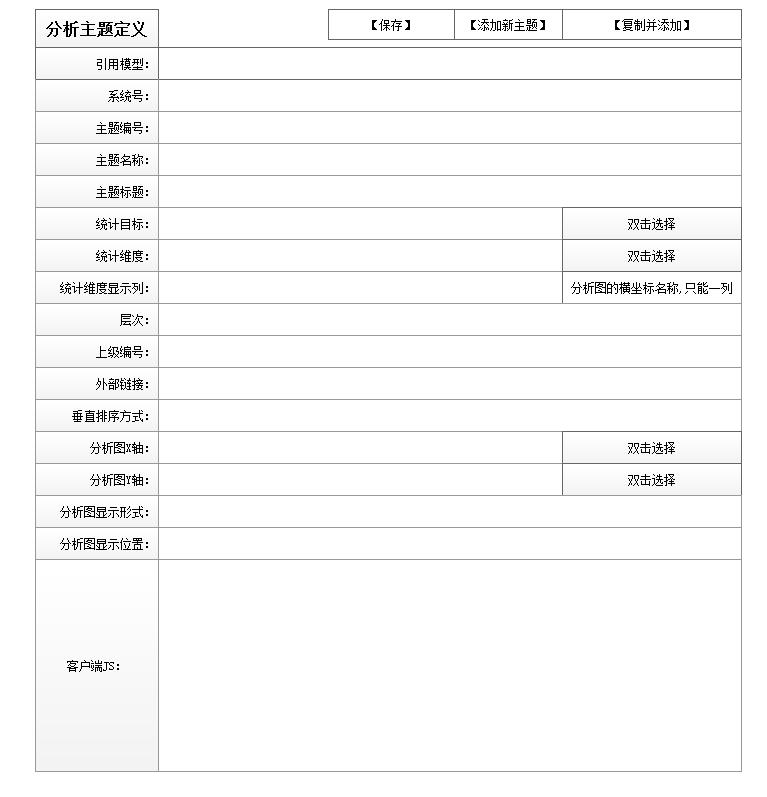 分析主题定义
【保存】 【添加新主题】 【复制并添加】
引用模型:
系统号:
主题编号:
主题名称:
主题标题:
统计目标: 双击选择
统计维度: 双击选择
统计维度显示列: 分析图的横坐标名称,只能一列
层次:
上级编号:
外部链接:
垂直排序方式:
分析图X轴: 双击选择
分析图Y轴: 双击选择
分析图显示形式:
分析图显示位置:
客户端JS: